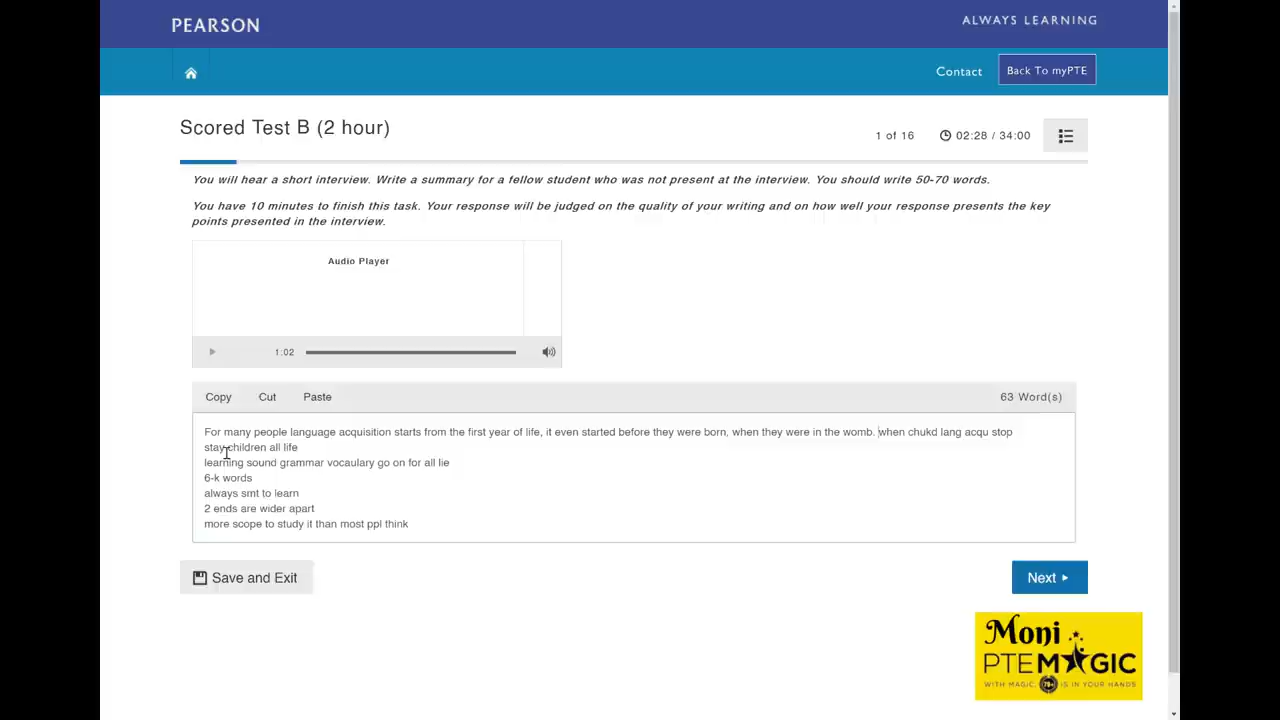 PEARSON
ALWAYS LEARNING
Contact
Back To myPTE
Scored Test B (2 hour)
1 of 16
02:28 / 34:00
You will hear a short interview. Write a summary for a fellow student who was not present at the interview. You should write 50-70 words.
You have 10 minutes to finish this task. Your response will be judged on the quality of your writing and on how well your response presents the key
points presented in the interview.
Audio Player
1:02
Copy
Cut
Paste
63 Word(s)
For many people language acquisition starts from the first year of life, it even started before they were born, when they were in the womb. when chukd lang acqu stop
stay children all life
learning sound grammar vocaulary go on for all lie
6-k words
always smt to learn
2 ends are wider apart
more scope to study it than most ppl think
Save and Exit
Next
Moni
PTEMAGIC
WITH MAGIC, 79+ IS IN YOUR HANDS